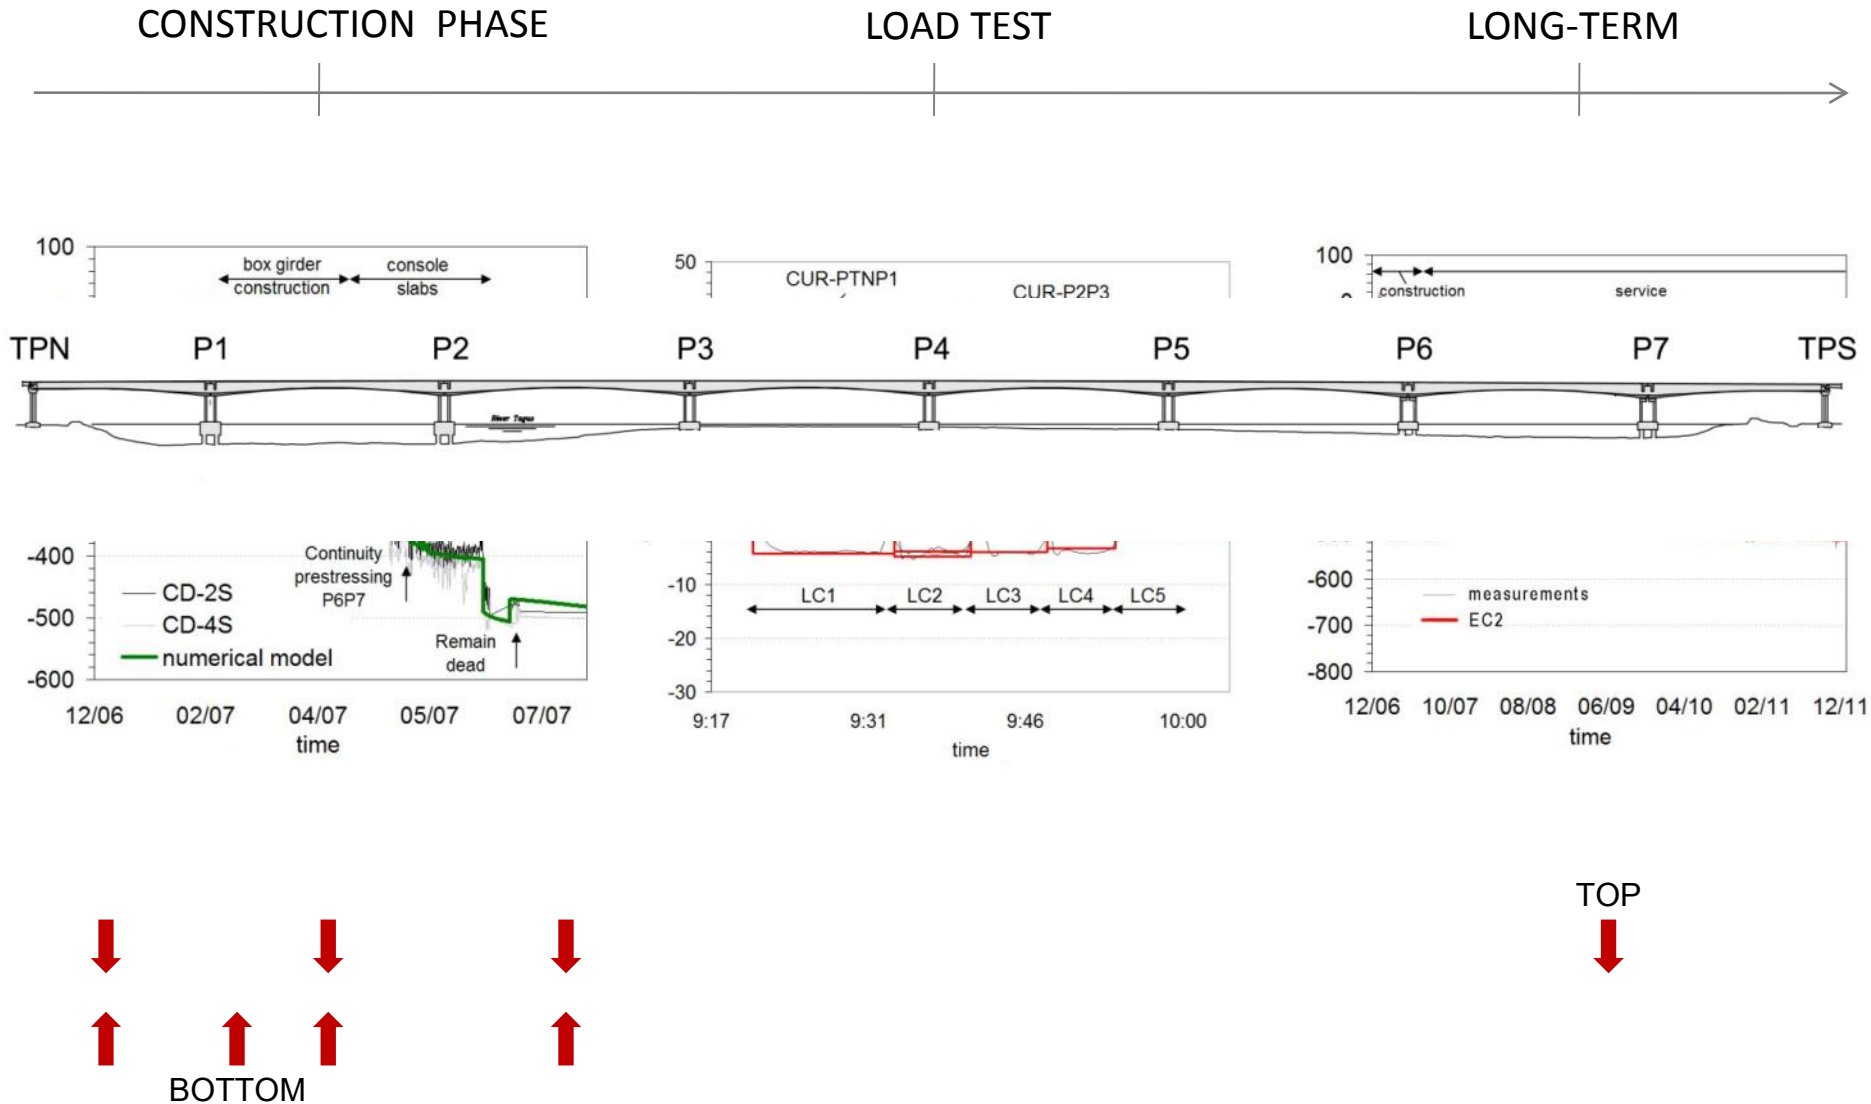 CONSTRUCTION PHASE
LOAD TEST
LONG-TERM
100
box girder
construction
console
slabs
50
CUR-PTNP1
CUR-P2P3
100
construction
service
TPN P1 P2 P3 P4 P5 P6 P7 TPS
River Tagus
-400
-500
-600
Continuity
prestressing
P6P7
CD-2S
CD-4S
numerical model
Remain
dead
12/06 02/07 04/07 05/07 07/07
time
-10
-20
-30
LC1 LC2 LC3 LC4 LC5
9:17 9:31 9:46 10:00
time
-600
-700
-800
measurements
EC2
12/06 10/07 08/08 06/09 04/10 02/11 12/11
time
TOP
BOTTOM